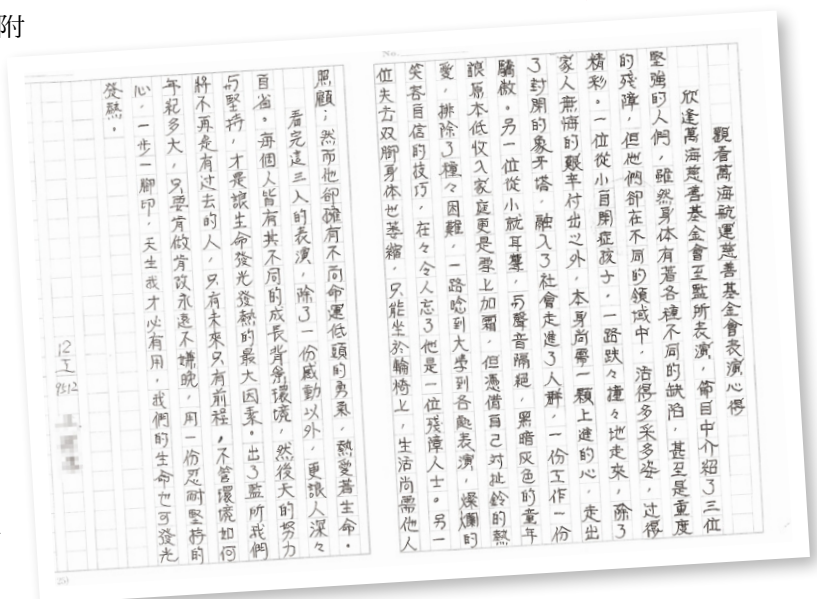 附
觀看萬海航運慈善基金會表演心得
欣逢萬海慈善基金會至監所表演，節目中介紹了三位
堅強的人們，雖然身体有著各種不同的缺陷，甚至是重度
的殘障，但他們卻在不同的領域中，活得多采多姿，过得
精彩。一位從小自閉症孩子，一路跌々撞々地走來，除了
家人無悔的艱辛付出之外，本身尚需一顆上進的心，走出
了封閉的象牙塔，融入了社會走進了人群，一份工作一份
驕傲。另一位從小就耳聾，与聲音隔絕，黑暗灰色的童年
讓原本低收入家庭更是雪上加霜，但憑借自己对扯鈴的熱
愛，排除了種々困難，一路唸到大學到各處表演，燦爛的
笑容自信的技巧，在々令人忘了他是一位殘障人士。另一
位失去双腳身体也萎縮，只能坐於輪椅上，生活尚需他人
照顧；然而他卻擁有不向命運低頭的勇氣，熱愛著生命。
看完這三人的表演，除了一份感動以外，更讓人深々
自省。每個人皆有其不同的成長背景環境，然後天的努力
与堅持，才是讓生命發光發熱的最大因素。出了監所我們
將不再是有过去的人，只有未來只有前程。不管環境如何
年紀多大，只要肯做肯改永遠不嫌晚，用一份忍耐堅持的
心，一步一腳印，天生我才必有用，我們的生命也可發光
發熱。
12工
9512